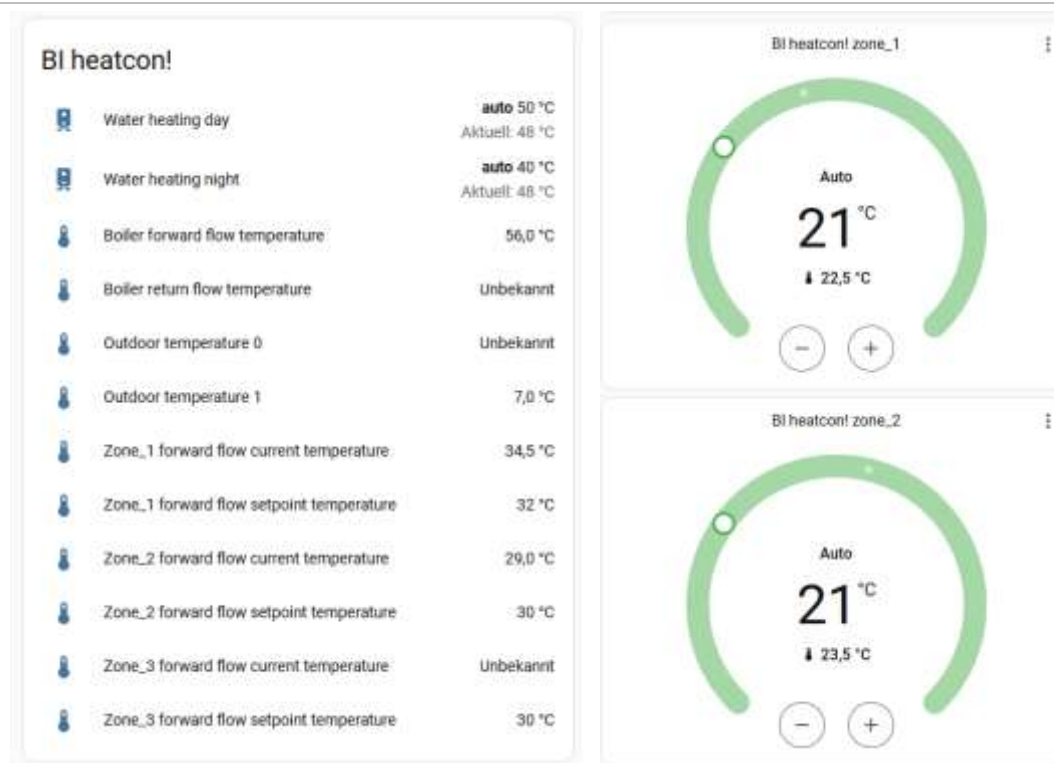 BI heatcon!
Water heating day
auto 50 °C
Aktuell: 48 °C
Water heating night
auto 40 °C
Aktuell: 48 °C
Boiler forward flow temperature 56,0 °C
Boiler return flow temperature Unbekannt
Outdoor temperature 0 Unbekannt
Outdoor temperature 1 7,0 °C
Zone_1 forward flow current temperature 34,5 °C
Zone_1 forward flow setpoint temperature 32 °C
Zone_2 forward flow current temperature 29,0 °C
Zone_2 forward flow setpoint temperature 30 °C
Zone_3 forward flow current temperature Unbekannt
Zone_3 forward flow setpoint temperature 30 °C
BI heatcon! zone_1
Auto
21 °C
22,5 °C
− +
BI heatcon! zone_2
Auto
21 °C
23,5 °C
− +